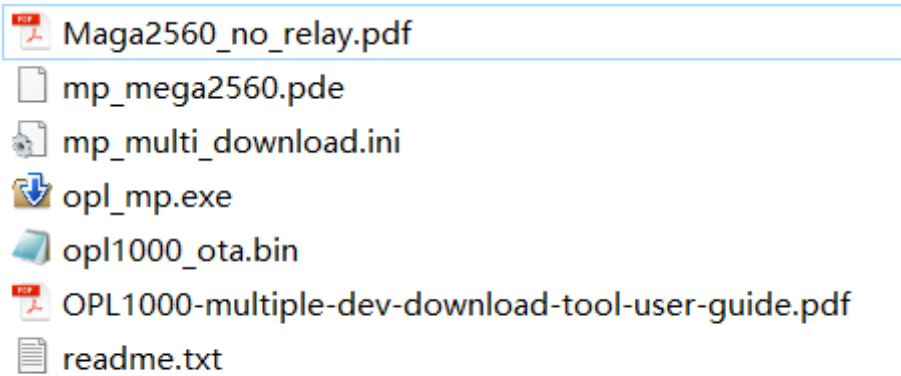 Maga2560_no_relay.pdf
mp_mega2560.pde
mp_multi_download.ini
opl_mp.exe
opl1000_ota.bin
OPL1000-multiple-dev-download-tool-user-guide.pdf
readme.txt